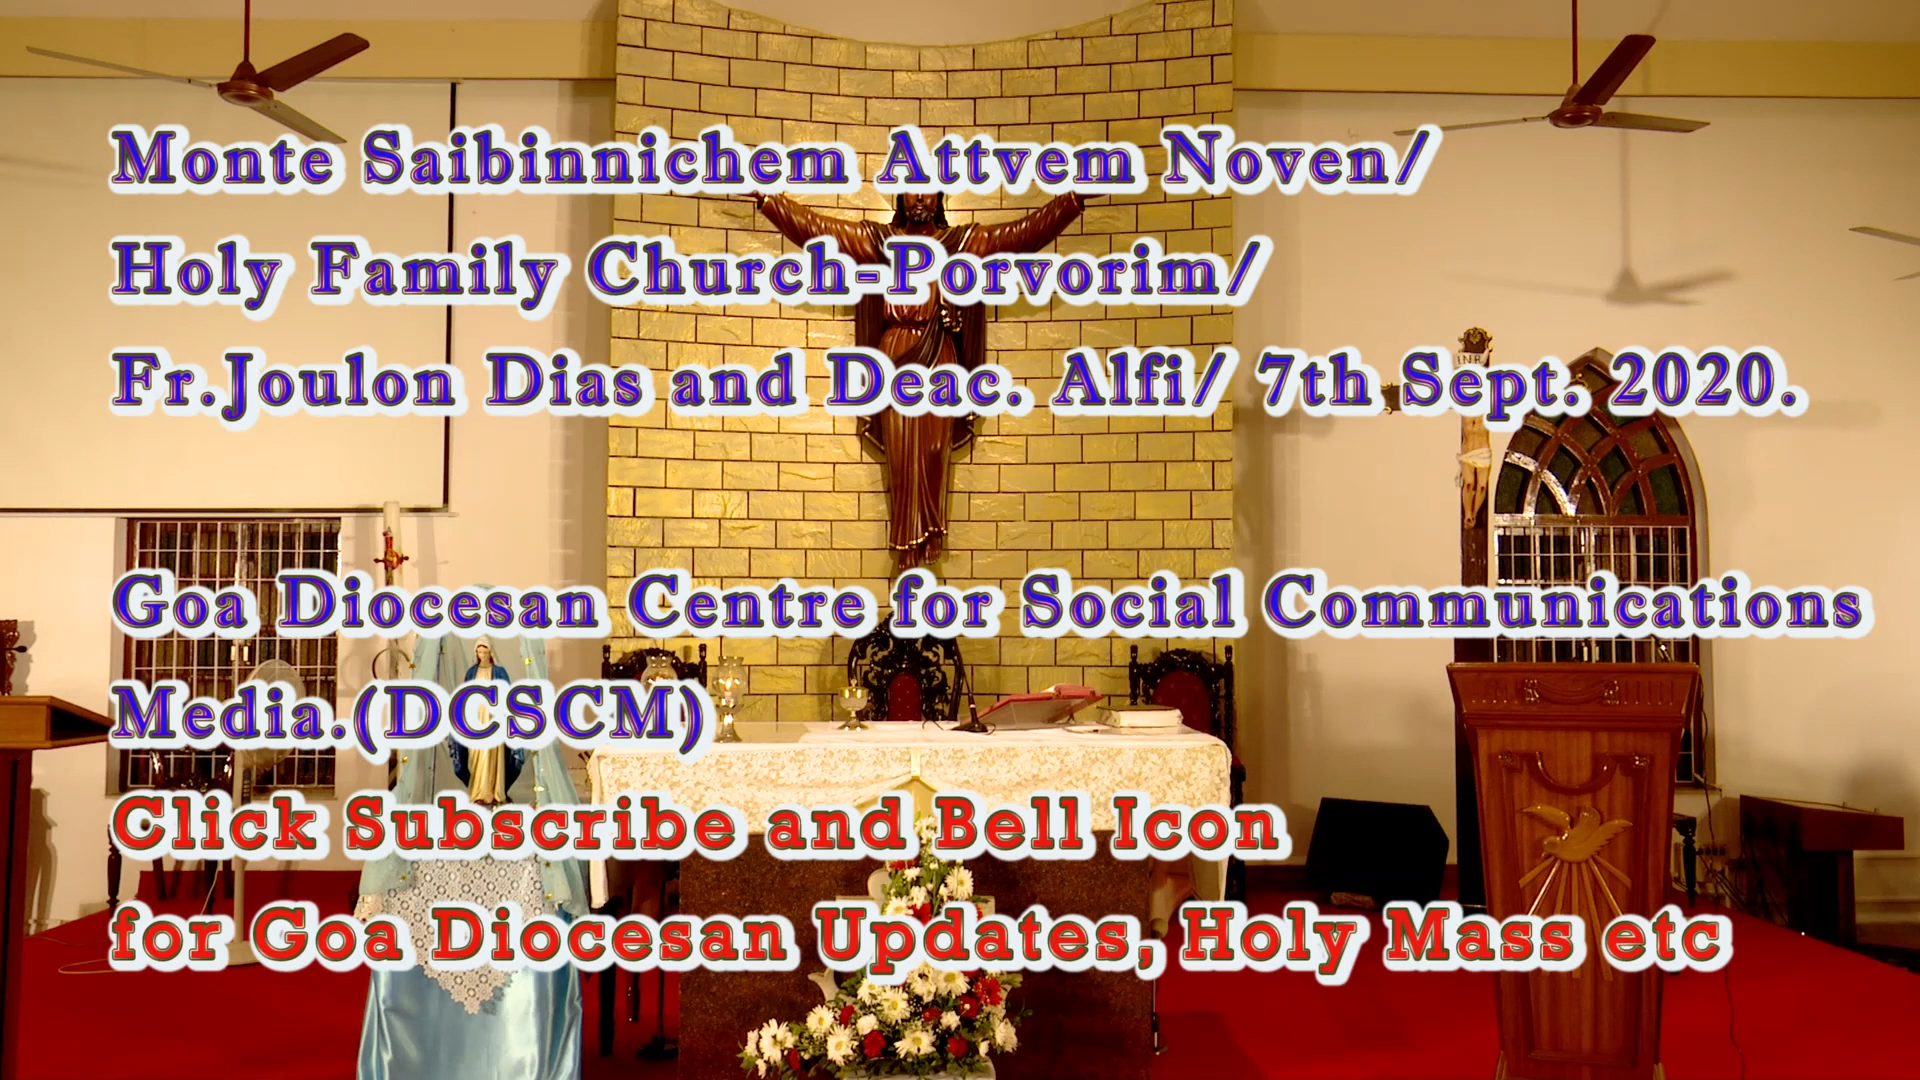 Monte Saibinnichem Attvem Noven/
Holy Family Church-Porvorim/
Fr.Joulon Dias and Deac. Alfi/ 7th Sept. 2020.
INRI
Goa Diocesan Centre for Social Communications
Media.(DCSCM)
Click Subscribe and Bell Icon
for Goa Diocesan Updates, Holy Mass etc